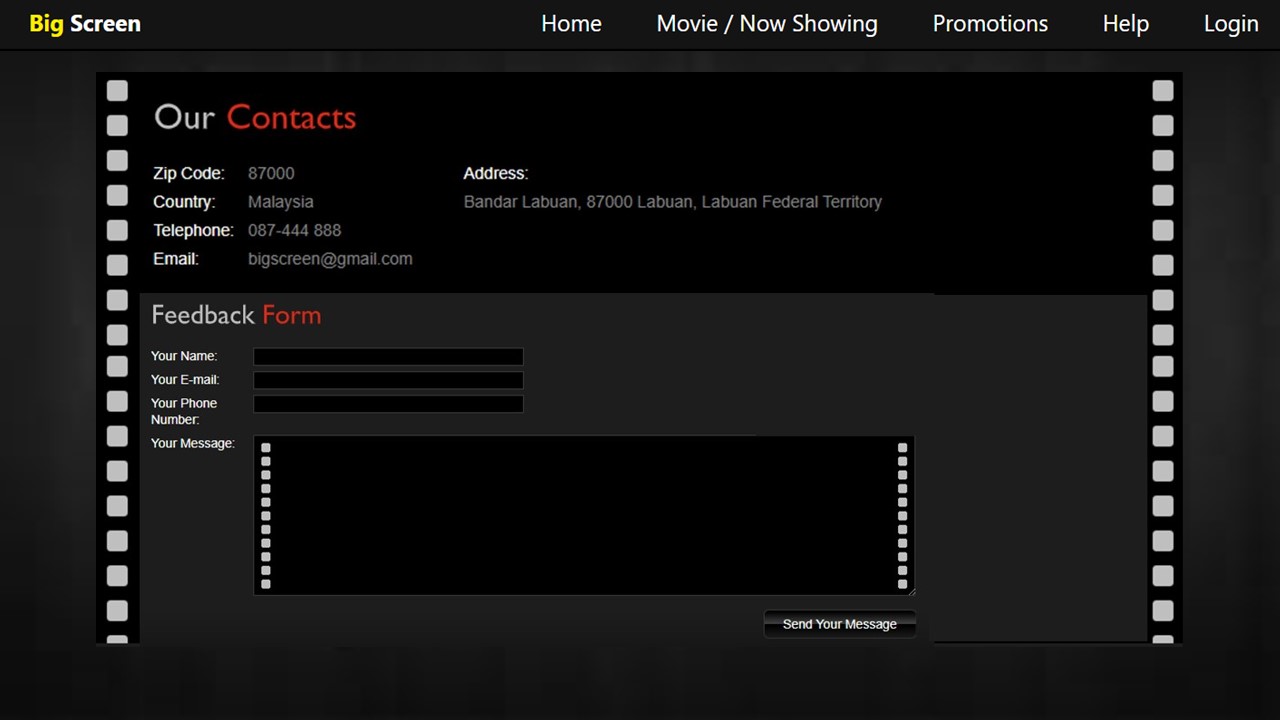 Big Screen Home Movie / Now Showing Promotions Help Login
Our Contacts
Zip Code: 87000 Address:
Country: Malaysia Bandar Labuan, 87000 Labuan, Labuan Federal Territory
Telephone: 087-444 888
Email: bigscreen@gmail.com
Feedback Form
Your Name:
Your E-mail:
Your Phone
Number:
Your Message:
Send Your Message